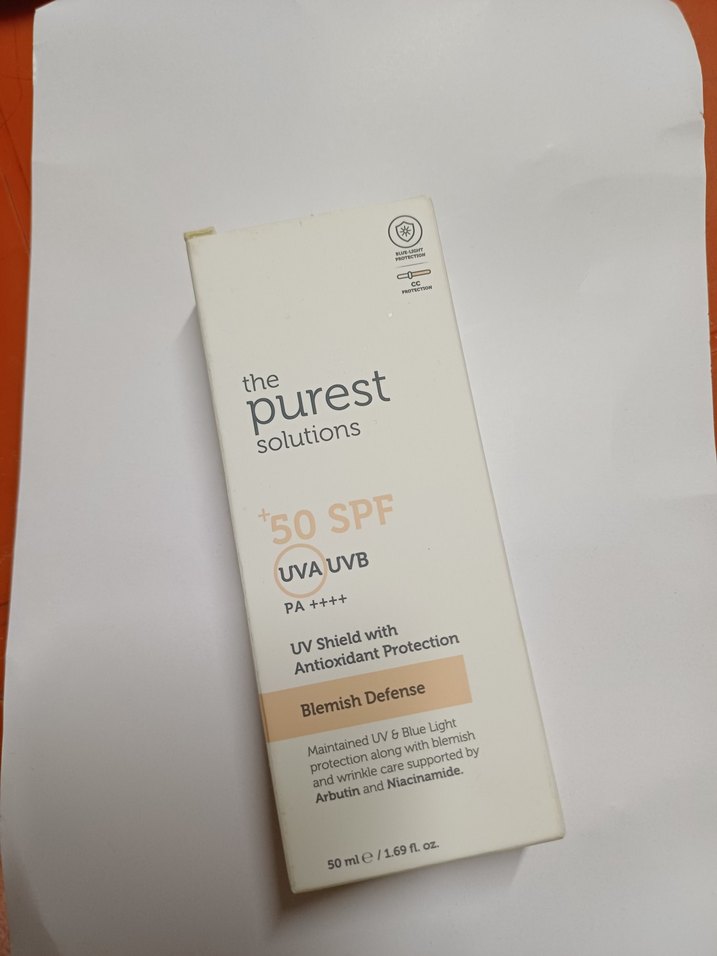 BLUE-LIGHT
PROTECTION
CC
PROTECTION
the
purest
solutions
+50 SPF
UVA UVB
PA ++++
UV Shield with
Antioxidant Protection
Blemish Defense
Maintained UV & Blue Light
protection along with blemish
and wrinkle care supported by
Arbutin and Niacinamide.
50 ml ℮ / 1.69 fl. oz.